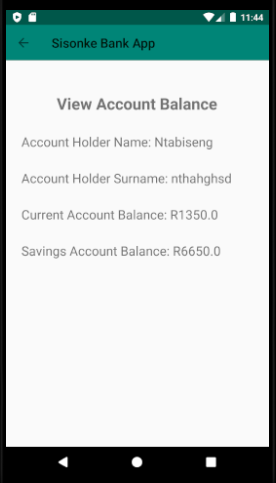 11:44
Sisonke Bank App
View Account Balance
Account Holder Name: Ntabiseng
Account Holder Surname: nthahghsd
Current Account Balance: R1350.0
Savings Account Balance: R6650.0